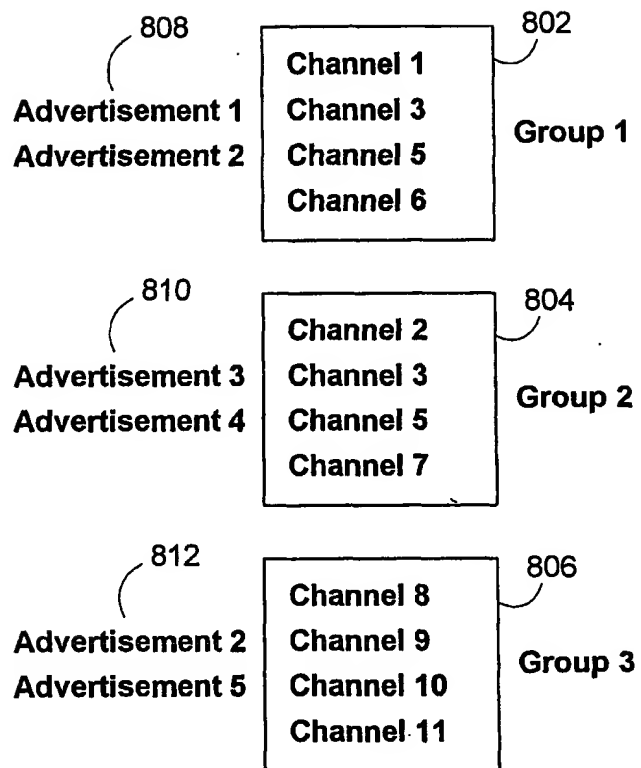 808
802
Channel 1
Advertisement 1
Channel 3
Group 1
Advertisement 2
Channel 5
Channel 6
810
804
Channel 2
Advertisement 3
Channel 3
Group 2
Advertisement 4
Channel 5
Channel 7
812
806
Channel 8
Advertisement 2
Channel 9
Group 3
Advertisement 5
Channel 10
Channel 11